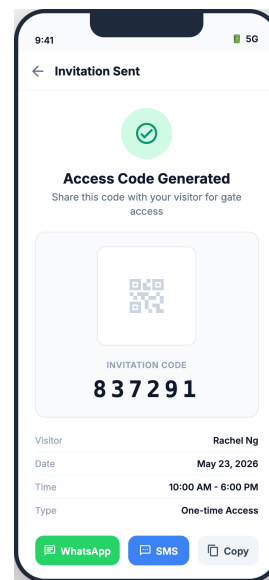 9:41
5G
Invitation Sent
Access Code Generated
Share this code with your visitor for gate
access
INVITATION CODE
837291
Visitor Rachel Ng
Date May 23, 2026
Time 10:00 AM - 6:00 PM
Type One-time Access
WhatsApp SMS Copy